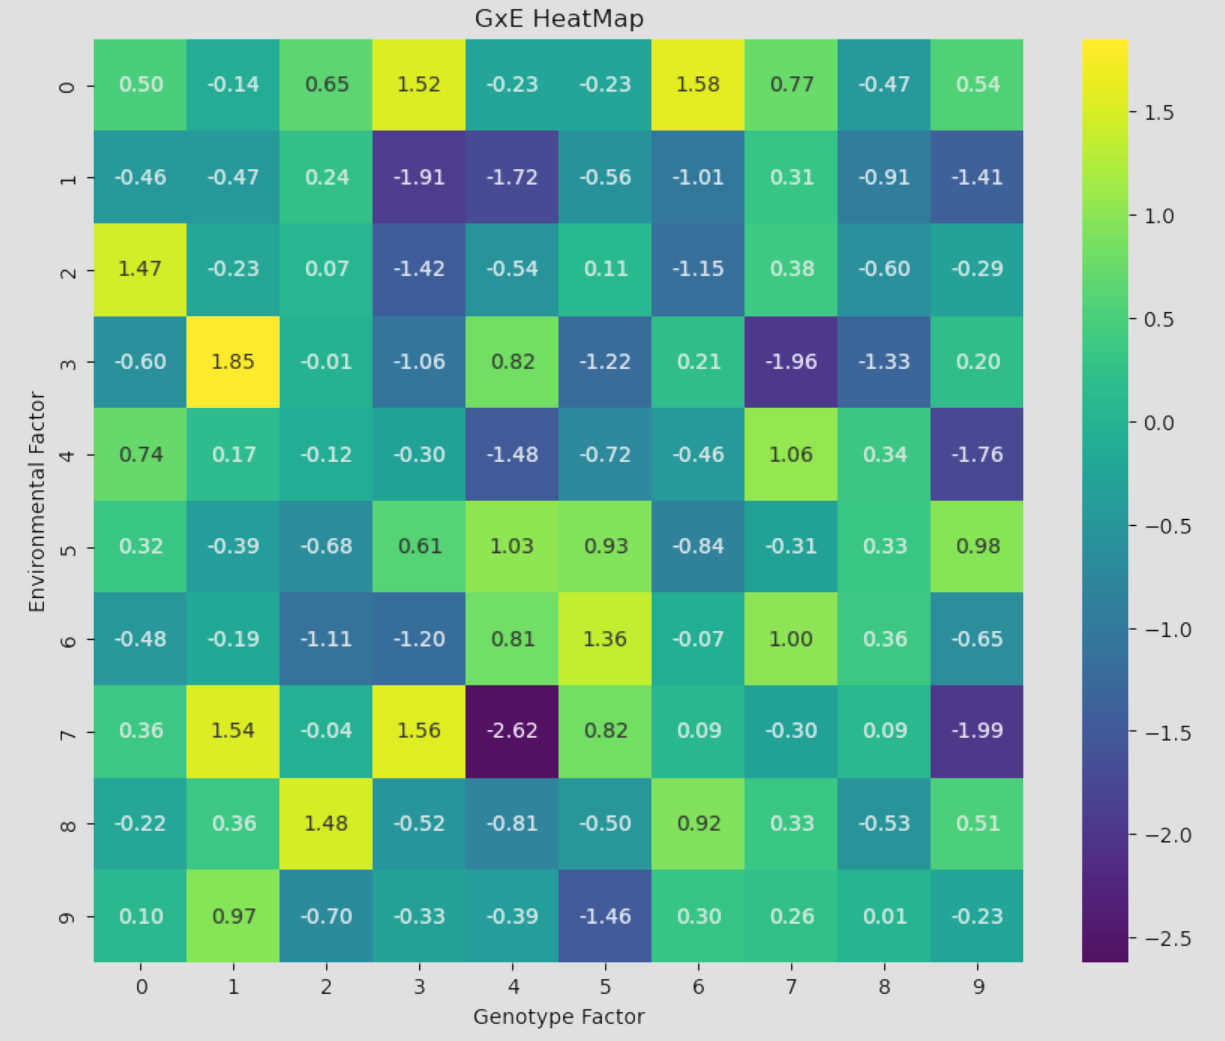 GxE HeatMap
0 0.50 -0.14 0.65 1.52 -0.23 -0.23 1.58 0.77 -0.47 0.54
1 -0.46 -0.47 0.24 -1.91 -1.72 -0.56 -1.01 0.31 -0.91 -1.41
2 1.47 -0.23 0.07 -1.42 -0.54 0.11 -1.15 0.38 -0.60 -0.29
3 -0.60 1.85 -0.01 -1.06 0.82 -1.22 0.21 -1.96 -1.33 0.20
4 0.74 0.17 -0.12 -0.30 -1.48 -0.72 -0.46 1.06 0.34 -1.76
5 0.32 -0.39 -0.68 0.61 1.03 0.93 -0.84 -0.31 0.33 0.98
6 -0.48 -0.19 -1.11 -1.20 0.81 1.36 -0.07 1.00 0.36 -0.65
7 0.36 1.54 -0.04 1.56 -2.62 0.82 0.09 -0.30 0.09 -1.99
8 -0.22 0.36 1.48 -0.52 -0.81 -0.50 0.92 0.33 -0.53 0.51
9 0.10 0.97 -0.70 -0.33 -0.39 -1.46 0.30 0.26 0.01 -0.23
0 1 2 3 4 5 6 7 8 9
Genotype Factor
Environmental Factor
1.5
1.0
0.5
0.0
−0.5
−1.0
−1.5
−2.0
−2.5